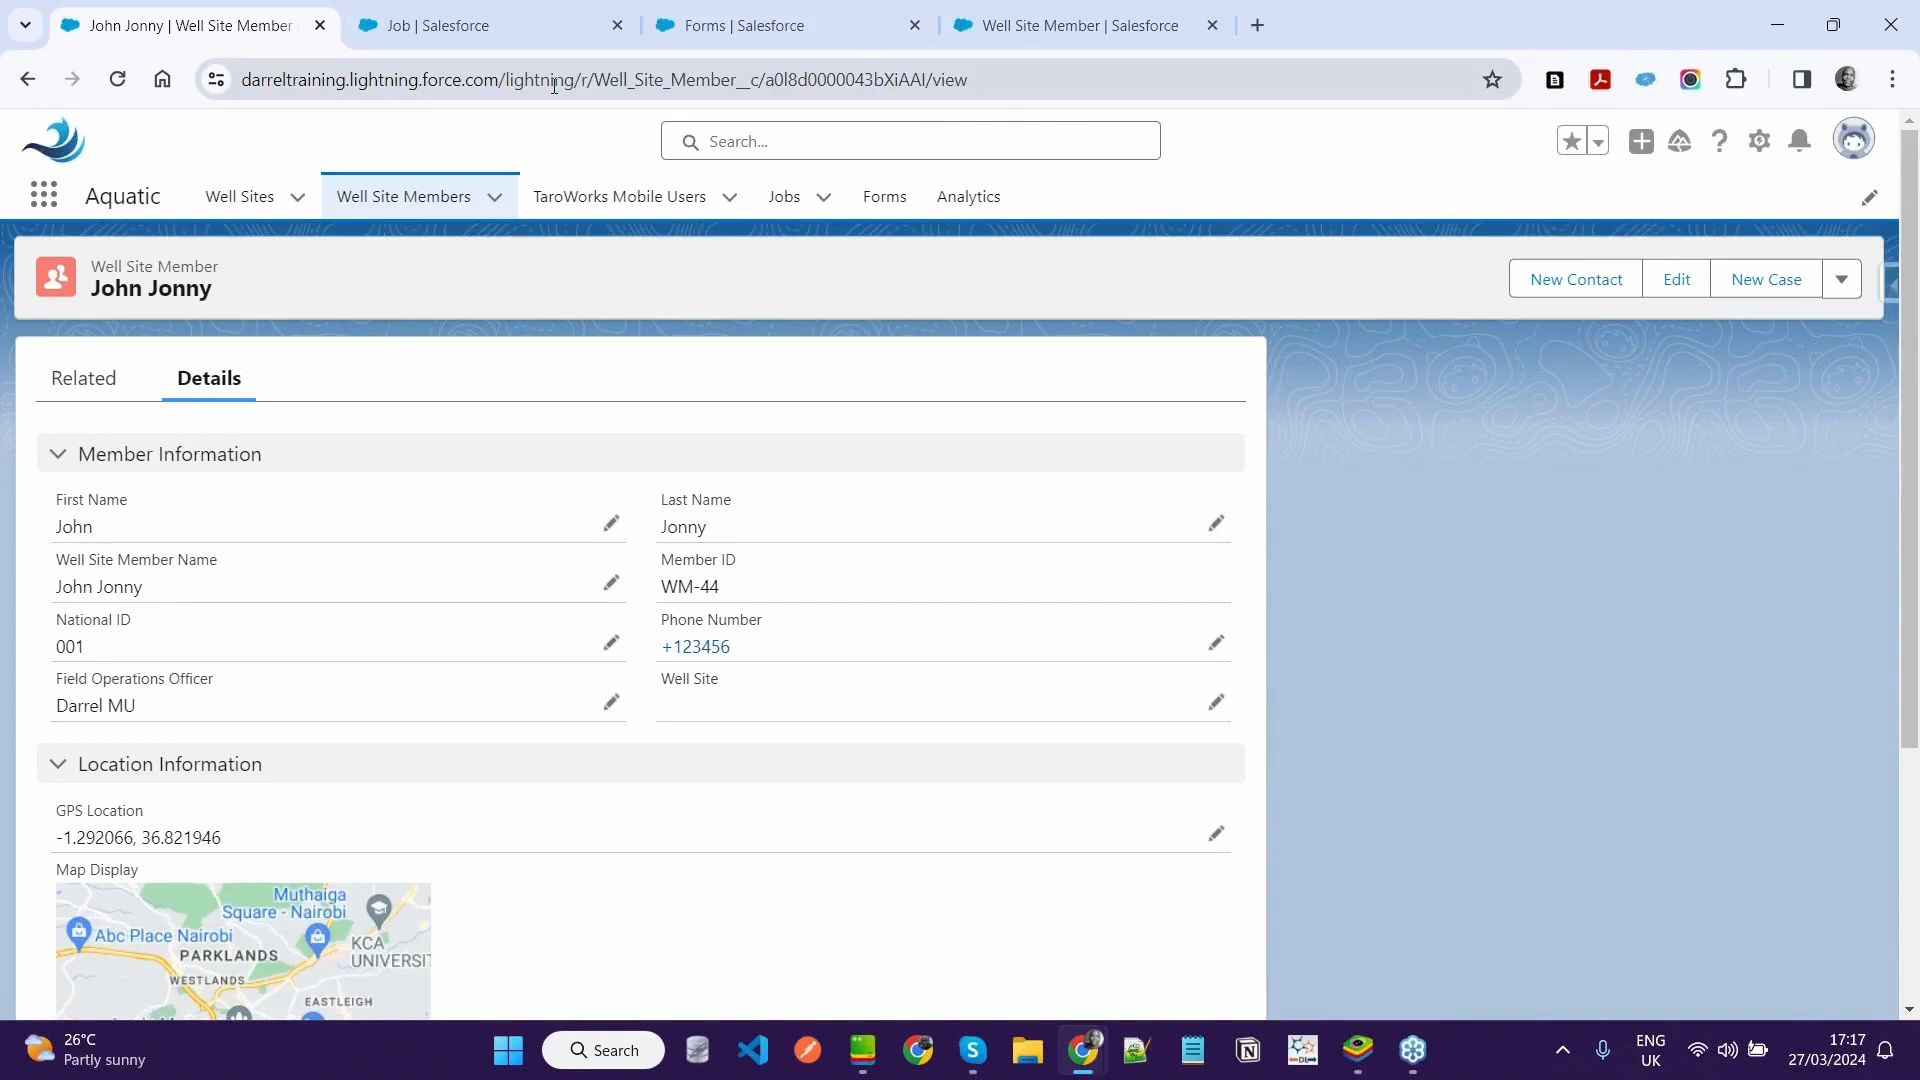 John Jonny | Well Site Member
Job | Salesforce
Forms | Salesforce
Well Site Member | Salesforce
darreltraining.lightning.force.com/lightning/r/Well_Site_Member__c/a0l8d0000043bXiAAI/view
Search...
Aquatic
Well Sites
Well Site Members
TaroWorks Mobile Users
Jobs
Forms
Analytics
Well Site Member
John Jonny
New Contact
Edit
New Case
Related
Details
Member Information
First Name
John
Last Name
Jonny
Well Site Member Name
John Jonny
Member ID
WM-44
National ID
001
Phone Number
+123456
Field Operations Officer
Darrel MU
Well Site
Location Information
GPS Location
-1.292066, 36.821946
Map Display
Muthaiga
Square - Nairobi
Abc Place Nairobi
PARKLANDS
KCA
UNIVERSIT
WESTLANDS
EASTLEIGH
26°C
Partly sunny
Search
ENG
UK
17:17
27/03/2024